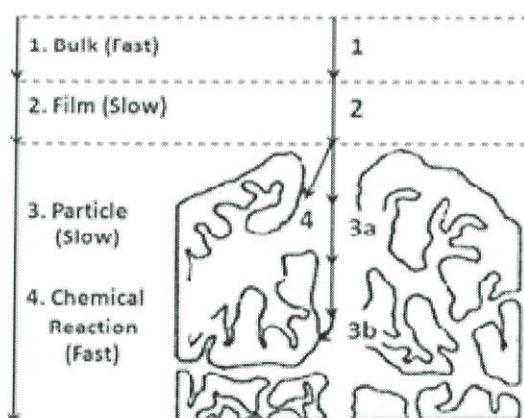 1. Bulk (Fast)
1
2. Film (Slow)
2
3. Particle
(Slow)
4
3a
4. Chemical
Reaction
(Fast)
3b